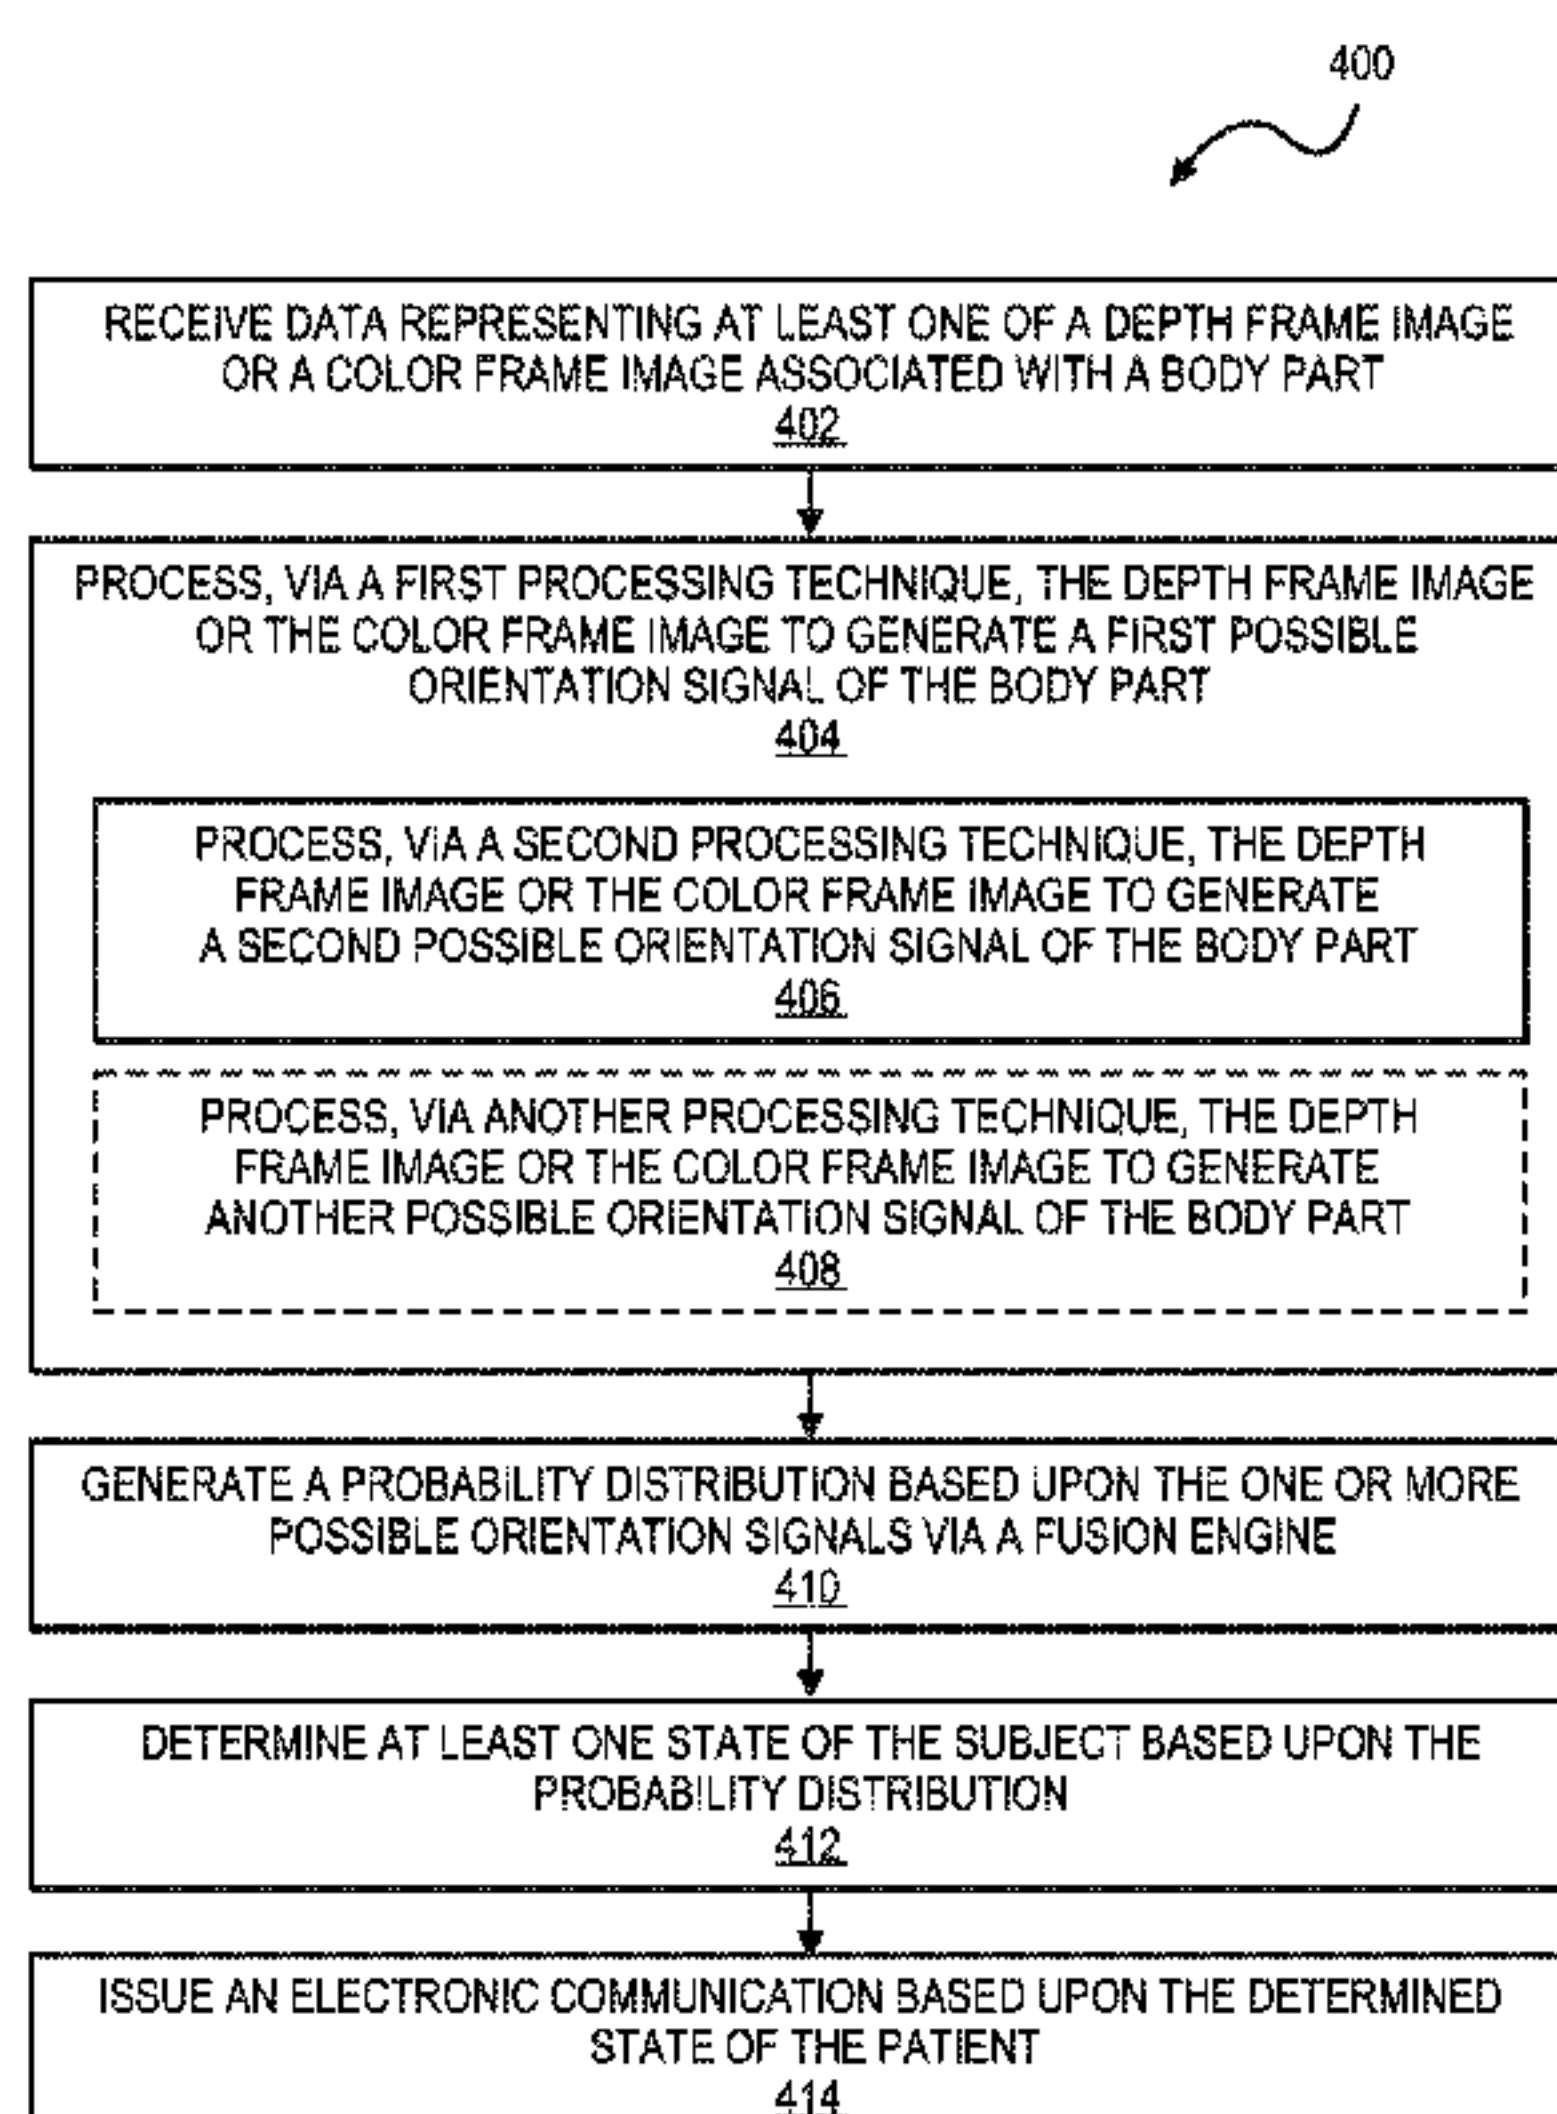 400
RECEIVE DATA REPRESENTING AT LEAST ONE OF A DEPTH FRAME IMAGE
OR A COLOR FRAME IMAGE ASSOCIATED WITH A BODY PART
402
PROCESS, VIA A FIRST PROCESSING TECHNIQUE, THE DEPTH FRAME IMAGE
OR THE COLOR FRAME IMAGE TO GENERATE A FIRST POSSIBLE
ORIENTATION SIGNAL OF THE BODY PART
404
PROCESS, VIA A SECOND PROCESSING TECHNIQUE, THE DEPTH
FRAME IMAGE OR THE COLOR FRAME IMAGE TO GENERATE
A SECOND POSSIBLE ORIENTATION SIGNAL OF THE BODY PART
406
PROCESS, VIA ANOTHER PROCESSING TECHNIQUE, THE DEPTH
FRAME IMAGE OR THE COLOR FRAME IMAGE TO GENERATE
ANOTHER POSSIBLE ORIENTATION SIGNAL OF THE BODY PART
408
GENERATE A PROBABILITY DISTRIBUTION BASED UPON THE ONE OR MORE
POSSIBLE ORIENTATION SIGNALS VIA A FUSION ENGINE
410
DETERMINE AT LEAST ONE STATE OF THE SUBJECT BASED UPON THE
PROBABILITY DISTRIBUTION
412
ISSUE AN ELECTRONIC COMMUNICATION BASED UPON THE DETERMINED
STATE OF THE PATIENT
414